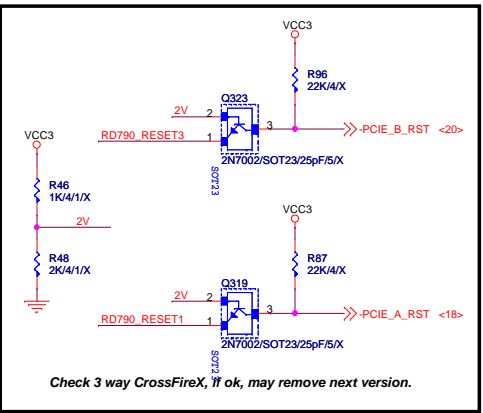 VCC3
R96
22K/4/X
Q323
2V 2
3
RD790_RESET3 1
-PCIE_B_RST <20>
2N7002/SOT23/25pF/5/X
SOT23
VCC3
R46
1K/4/1/X
2V
R48
2K/4/1/X
VCC3
R87
22K/4/X
Q319
2V 2
3
RD790_RESET1 1
-PCIE_A_RST <18>
2N7002/SOT23/25pF/5/X
SOT23
Check 3 way CrossFireX, if ok, may remove next version.